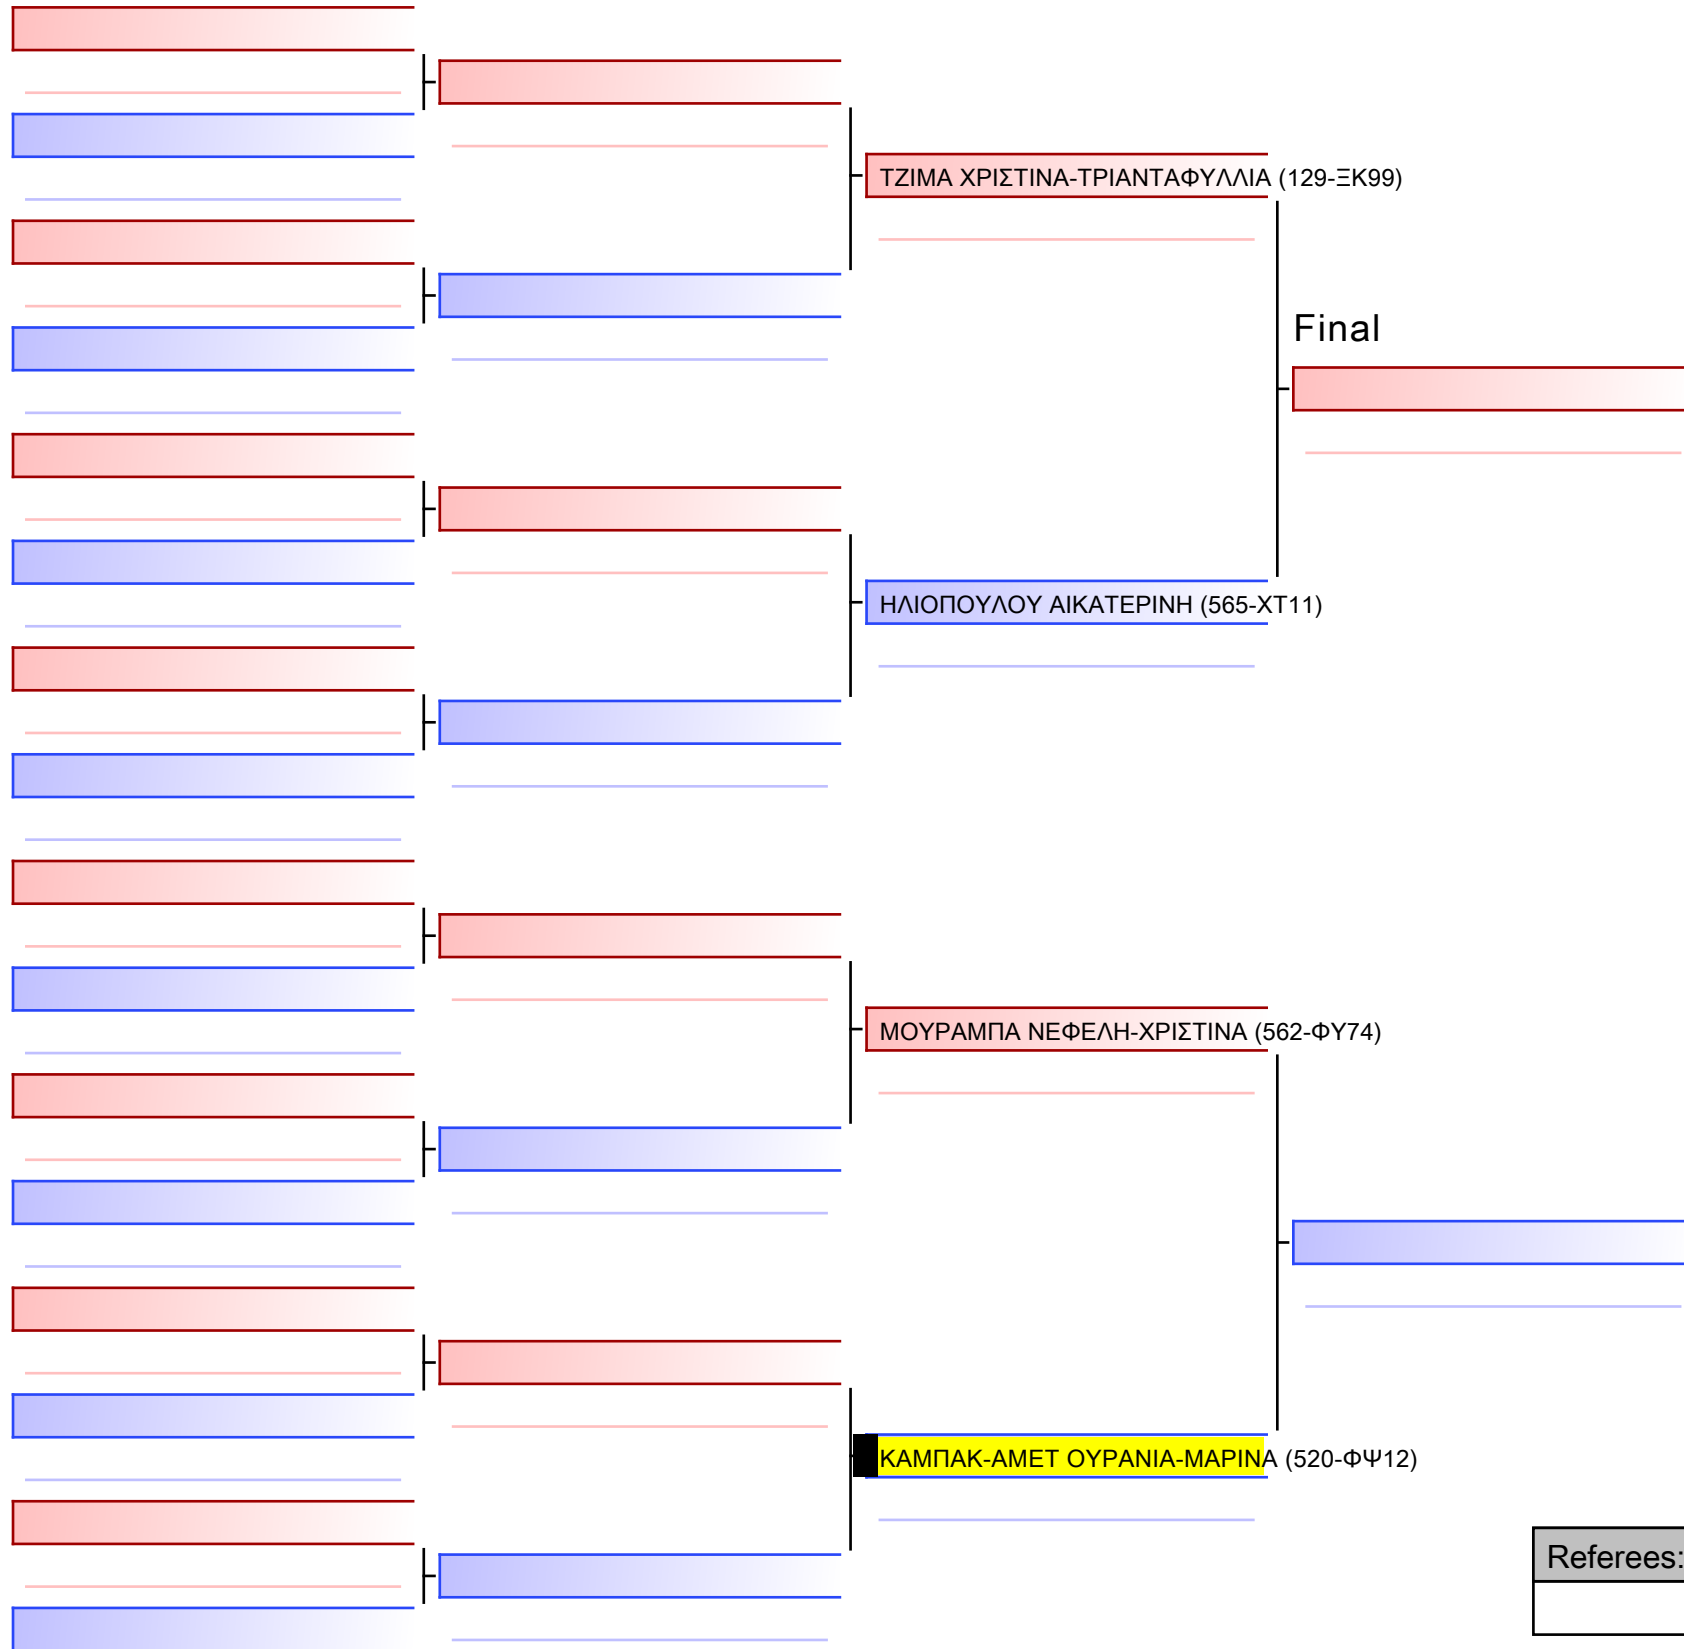 ΤΖΙΜΑ ΧΡΙΣΤΙΝΑ-ΤΡΙΑΝΤΑΦΥΛΛΙΑ (129-ΞΚ99)
Final
ΗΛΙΟΠΟΥΛΟΥ ΑΙΚΑΤΕΡΙΝΗ (565-ΧΤ11)
ΜΟΥΡΑΜΠΑ ΝΕΦΕΛΗ-ΧΡΙΣΤΙΝΑ (562-ΦΥ74)
ΚΑΜΠΑΚ-ΑΜΕΤ ΟΥΡΑΝΙΑ-ΜΑΡΙΝΑ (520-ΦΨ12)
Referees: